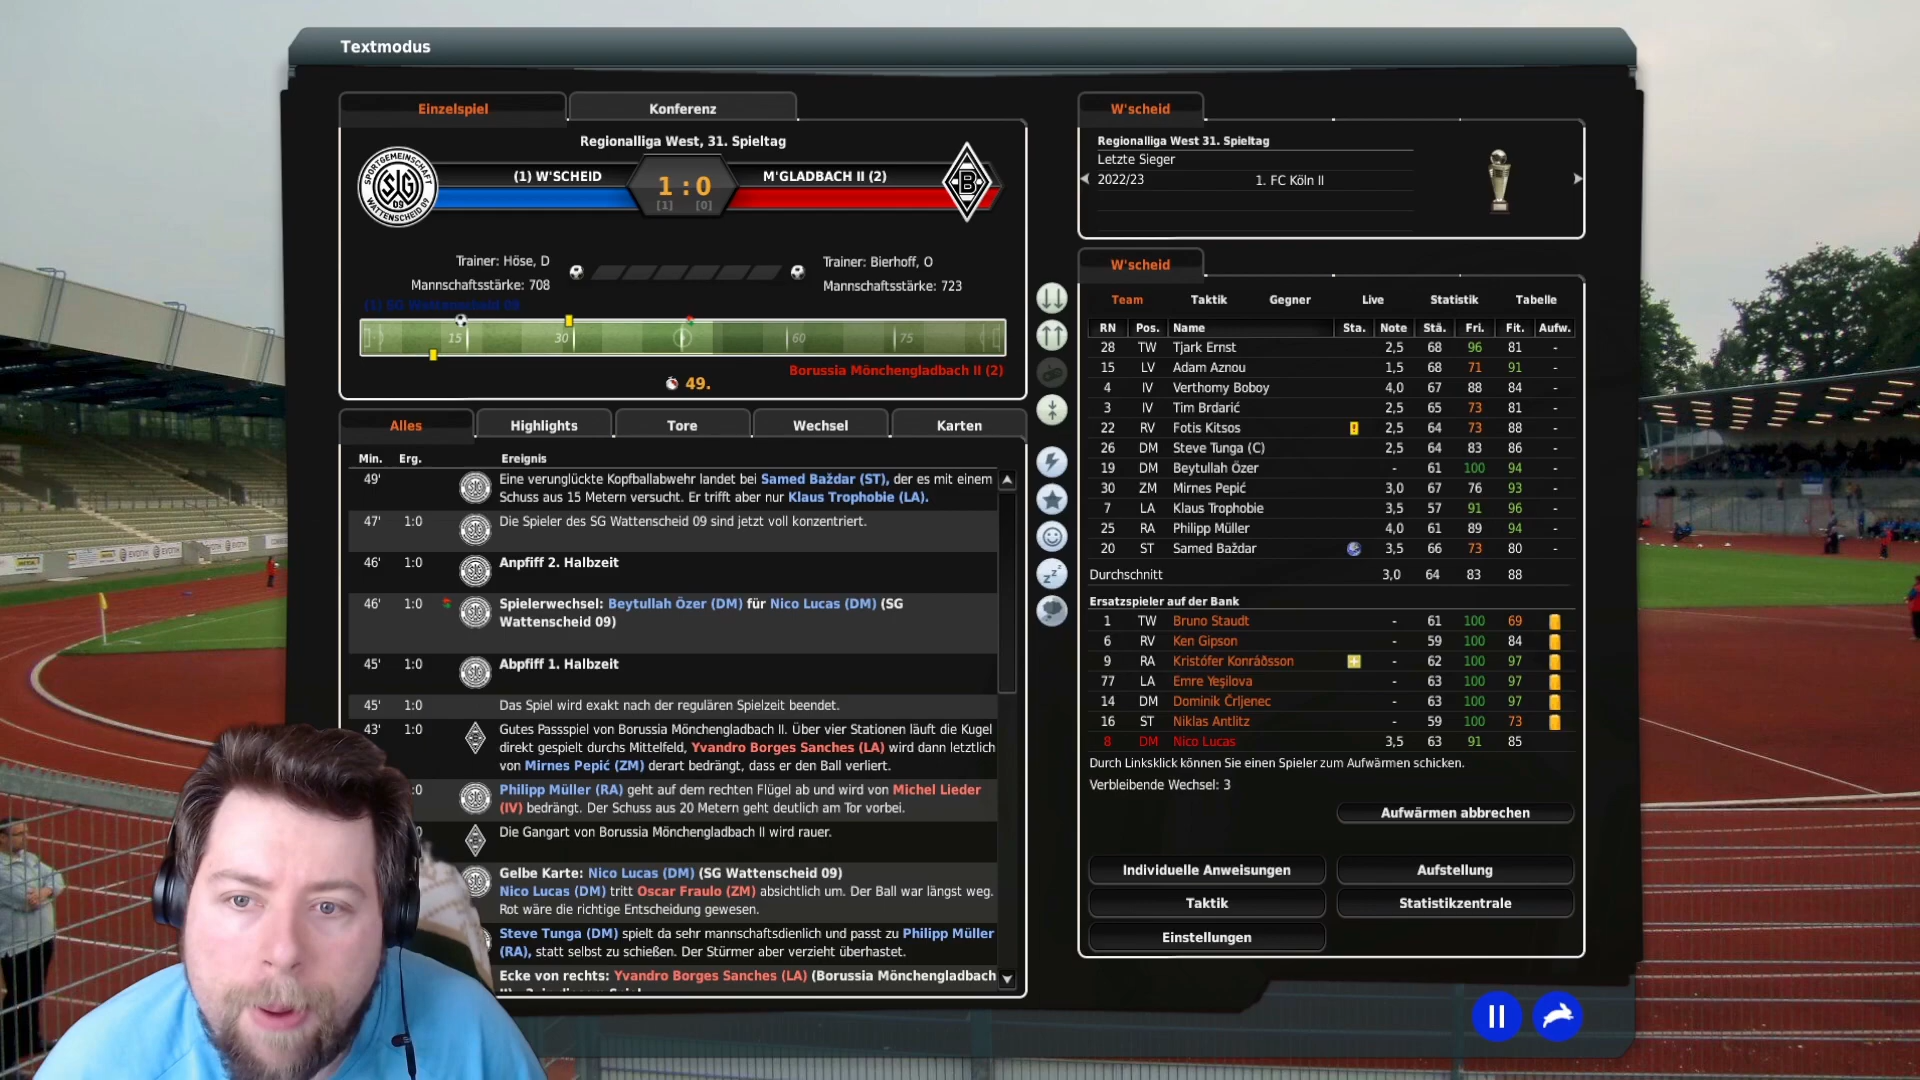 Textmodus
Einzelspiel
Konferenz
Regionalliga West, 31. Spieltag
(1) W'SCHEID
1 : 0
M'GLADBACH II (2)
[1] [0]
SPORTGEMEINSCHAFT
09
WATTENSCHEID 09
B
Trainer: Höse, D
Trainer: Bierhoff, O
Mannschaftsstärke: 708
Mannschaftsstärke: 723
(1) SG Wattenscheid 09
15 30 60 75
Borussia Mönchengladbach II (2)
49.
Alles
Highlights
Tore
Wechsel
Karten
Min. Erg. Ereignis
49' Eine verunglückte Kopfballabwehr landet bei Samed Baždar (ST), der es mit einem
Schuss aus 15 Metern versucht. Er trifft aber nur Klaus Trophobie (LA).
47' 1:0 Die Spieler des SG Wattenscheid 09 sind jetzt voll konzentriert.
46' 1:0 Anpfiff 2. Halbzeit
46' 1:0 Spielerwechsel: Beytullah Özer (DM) für Nico Lucas (DM) (SG
Wattenscheid 09)
45' 1:0 Abpfiff 1. Halbzeit
45' 1:0 Das Spiel wird exakt nach der regulären Spielzeit beendet.
43' 1:0 Gutes Passspiel von Borussia Mönchengladbach II. Über vier Stationen läuft die Kugel
direkt gespielt durchs Mittelfeld, Yvandro Borges Sanches (LA) wird dann letztlich
von Mirnes Pepić (ZM) derart bedrängt, dass er den Ball verliert.
:0 Philipp Müller (RA) geht auf dem rechten Flügel ab und wird von Michel Lieder
(IV) bedrängt. Der Schuss aus 20 Metern geht deutlich am Tor vorbei.
Die Gangart von Borussia Mönchengladbach II wird rauer.
Gelbe Karte: Nico Lucas (DM) (SG Wattenscheid 09)
Nico Lucas (DM) tritt Oscar Fraulo (ZM) absichtlich um. Der Ball war längst weg.
Rot wäre die richtige Entscheidung gewesen.
Steve Tunga (DM) spielt da sehr mannschaftsdienlich und passt zu Philipp Müller
(RA), statt selbst zu schießen. Der Stürmer aber verzieht überhastet.
Ecke von rechts: Yvandro Borges Sanches (LA) (Borussia Mönchengladbach
W'scheid
Regionalliga West 31. Spieltag
Letzte Sieger
2022/23 1. FC Köln II
W'scheid
Team Taktik Gegner Live Statistik Tabelle
RN Pos. Name Sta. Note Stä. Fri. Fit. Aufw.
28 TW Tjark Ernst 2,5 68 96 81 -
15 LV Adam Aznou 1,5 68 71 91 -
4 IV Verthomy Boboy 4,0 67 88 84 -
3 IV Tim Brdarić 2,5 65 73 81 -
22 RV Fotis Kitsos ! 2,5 64 73 88 -
26 DM Steve Tunga (C) 2,5 64 83 86 -
19 DM Beytullah Özer - 61 100 94 -
30 ZM Mirnes Pepić 3,0 67 76 93 -
7 LA Klaus Trophobie 3,5 57 91 96 -
25 RA Philipp Müller 4,0 61 89 94 -
20 ST Samed Baždar 3,5 66 73 80 -
Durchschnitt 3,0 64 83 88
Ersatzspieler auf der Bank
1 TW Bruno Staudt - 61 100 69
6 RV Ken Gipson - 59 100 84
9 RA Kristófer Konráðsson - 62 100 97
77 LA Emre Yeşilova - 63 100 97
14 DM Dominik Črljenec - 63 100 97
16 ST Niklas Antlitz - 59 100 73
8 DM Nico Lucas 3,5 63 91 85
Durch Linksklick können Sie einen Spieler zum Aufwärmen schicken.
Verbleibende Wechsel: 3
Aufwärmen abbrechen
Individuelle Anweisungen
Aufstellung
Taktik
Statistikzentrale
Einstellungen